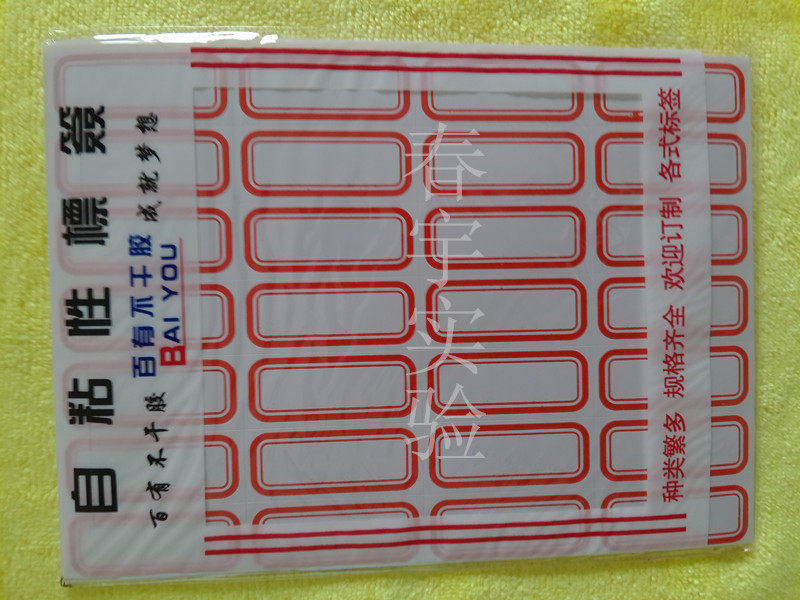 自粘性標簽
百有不干胶 成就梦想
百有不干胶
BAI YOU
春宇实验
种类繁多 规格齐全 欢迎订制 各式标签